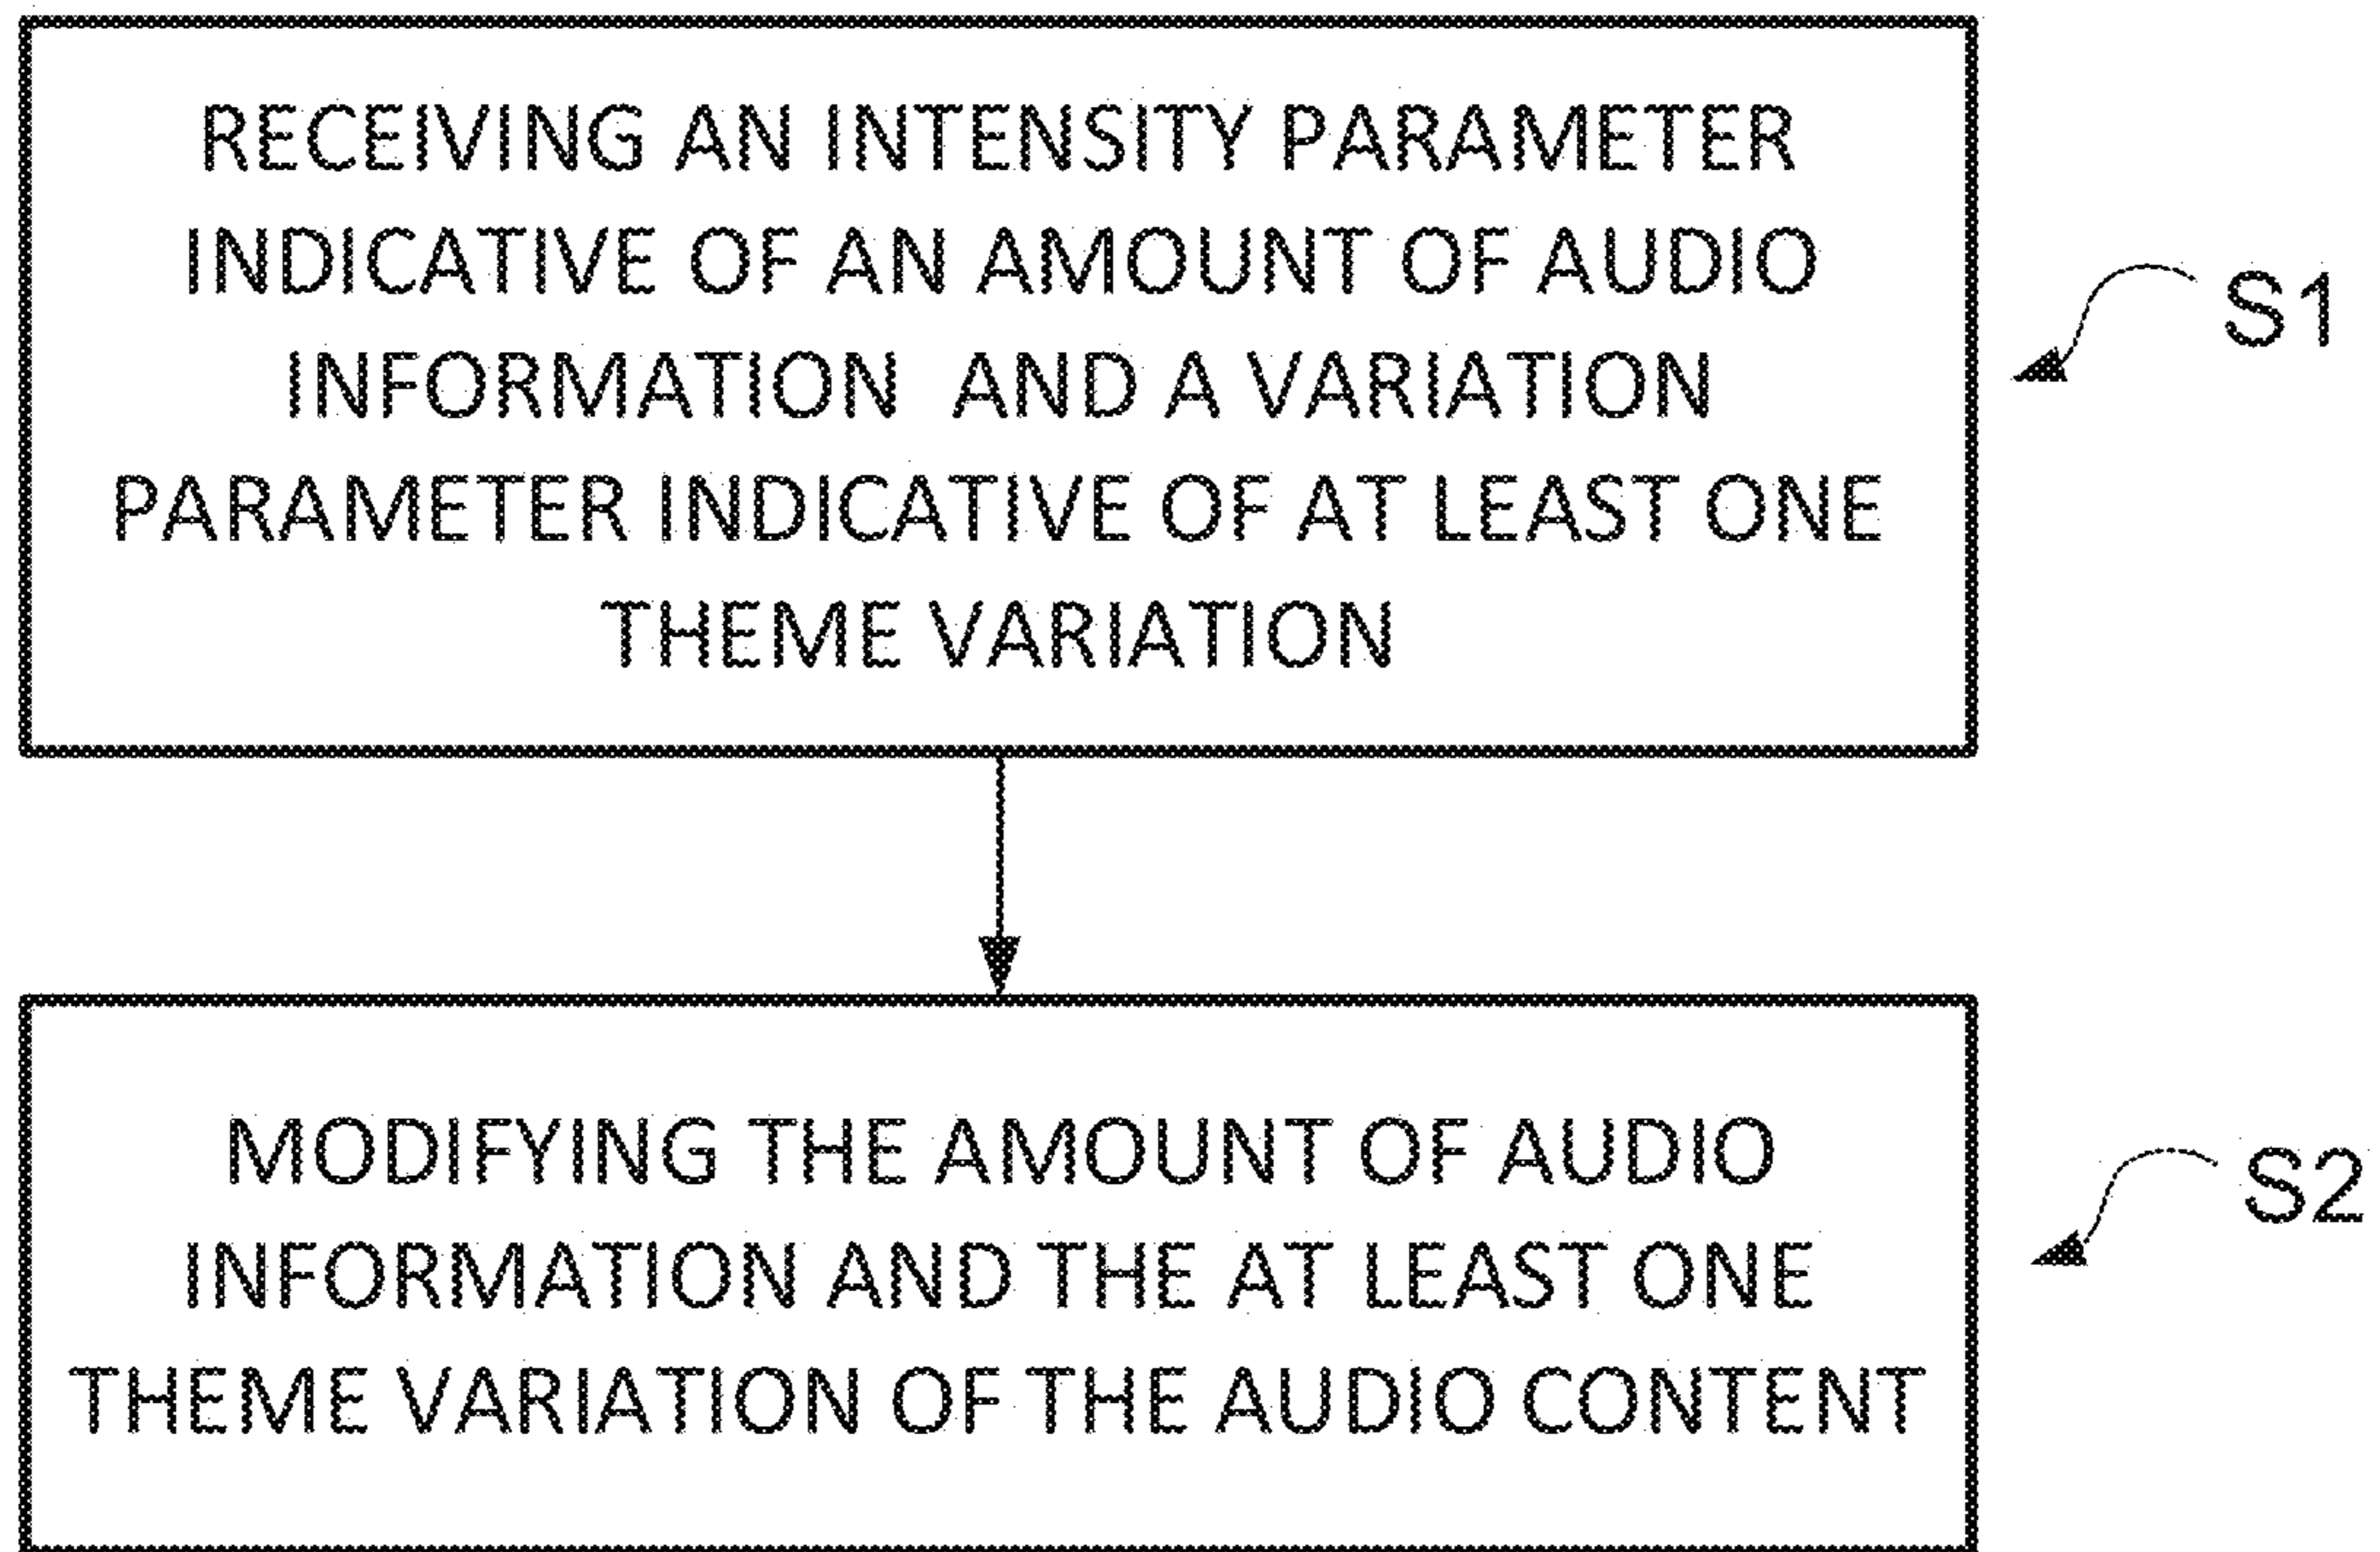 RECEIVING AN INTENSITY PARAMETER
INDICATIVE OF AN AMOUNT OF AUDIO
INFORMATION AND A VARIATION
PARAMETER INDICATIVE OF AT LEAST ONE
THEME VARIATION
S1
MODIFYING THE AMOUNT OF AUDIO
INFORMATION AND THE AT LEAST ONE
THEME VARIATION OF THE AUDIO CONTENT
S2